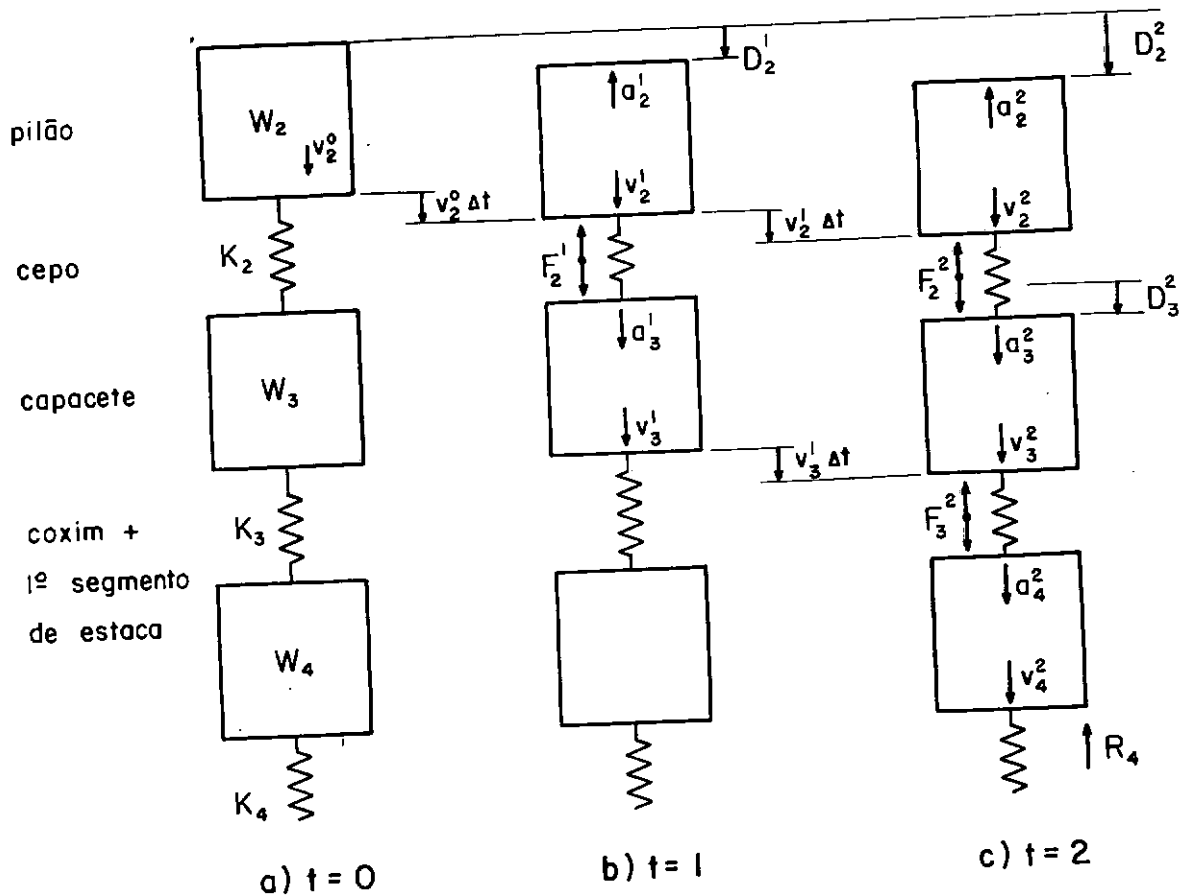 pilão
cepo
capacete
coxim +
1º segmento
de estaca
W₂
v₂⁰
K₂
W₃
K₃
W₄
K₄
a) t = 0
v₂⁰ Δt
D₂¹
a₂¹
v₂¹
F₂¹
a₃¹
v₃¹
b) t = 1
v₂¹ Δt
v₃¹ Δt
D₂²
a₂²
v₂²
F₂²
D₃²
a₃²
v₃²
F₃²
a₄²
v₄²
R₄
c) t = 2